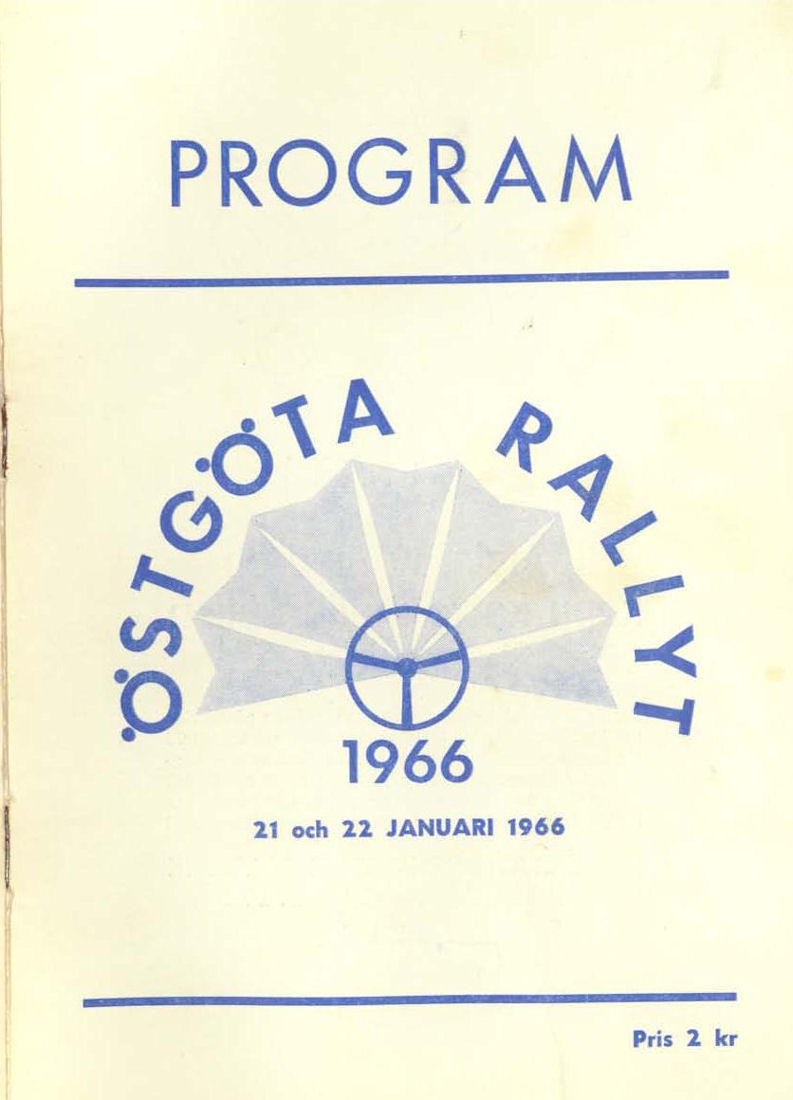 PROGRAM
ÖSTGÖTA RALLYT
1966
21 och 22 JANUARI 1966
Pris 2 kr